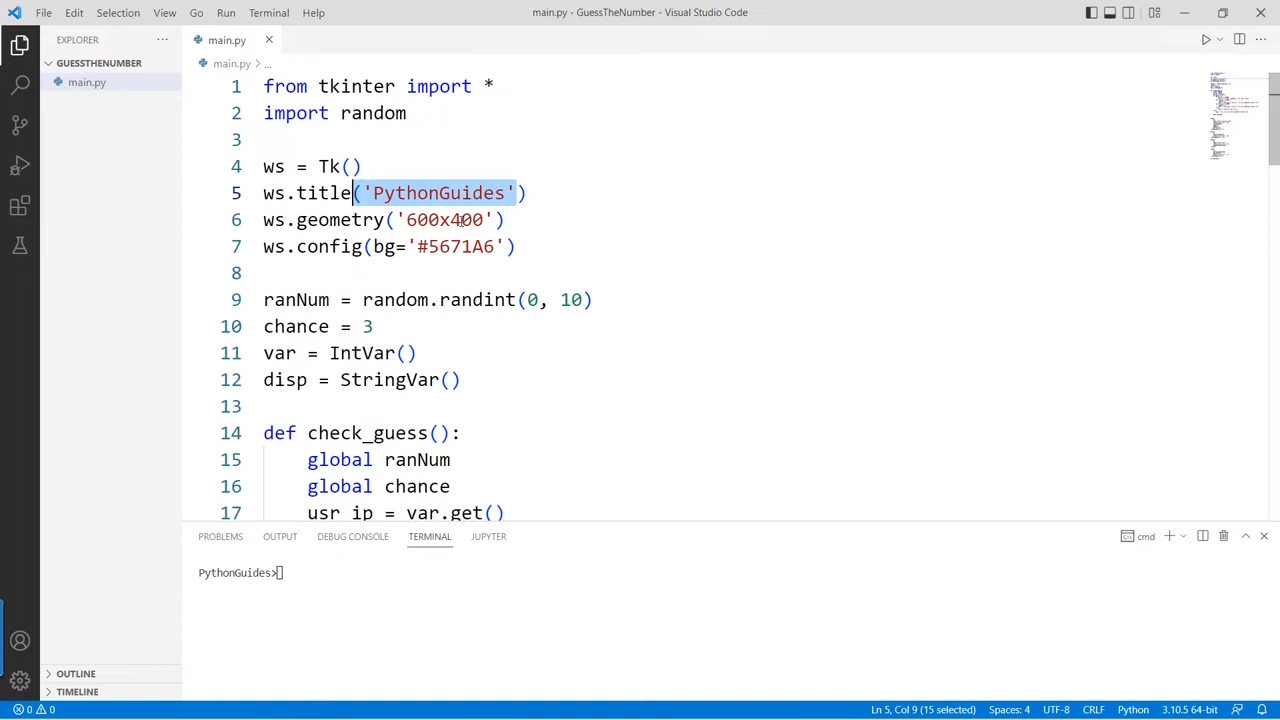 File Edit Selection View Go Run Terminal Help
main.py - GuessTheNumber - Visual Studio Code
EXPLORER
main.py
GUESSTHENUMBER
main.py > ...
main.py
1 from tkinter import *
2 import random
3
4 ws = Tk()
5 ws.title('PythonGuides')
6 ws.geometry('600x400')
7 ws.config(bg='#5671A6')
8
9 ranNum = random.randint(0, 10)
10 chance = 3
11 var = IntVar()
12 disp = StringVar()
13
14 def check_guess():
15 global ranNum
16 global chance
17 usr_ip = var.get()
PROBLEMS OUTPUT DEBUG CONSOLE TERMINAL JUPYTER
cmd
PythonGuides>
OUTLINE
TIMELINE
0 0
Ln 5, Col 9 (15 selected) Spaces: 4 UTF-8 CRLF Python 3.10.5 64-bit